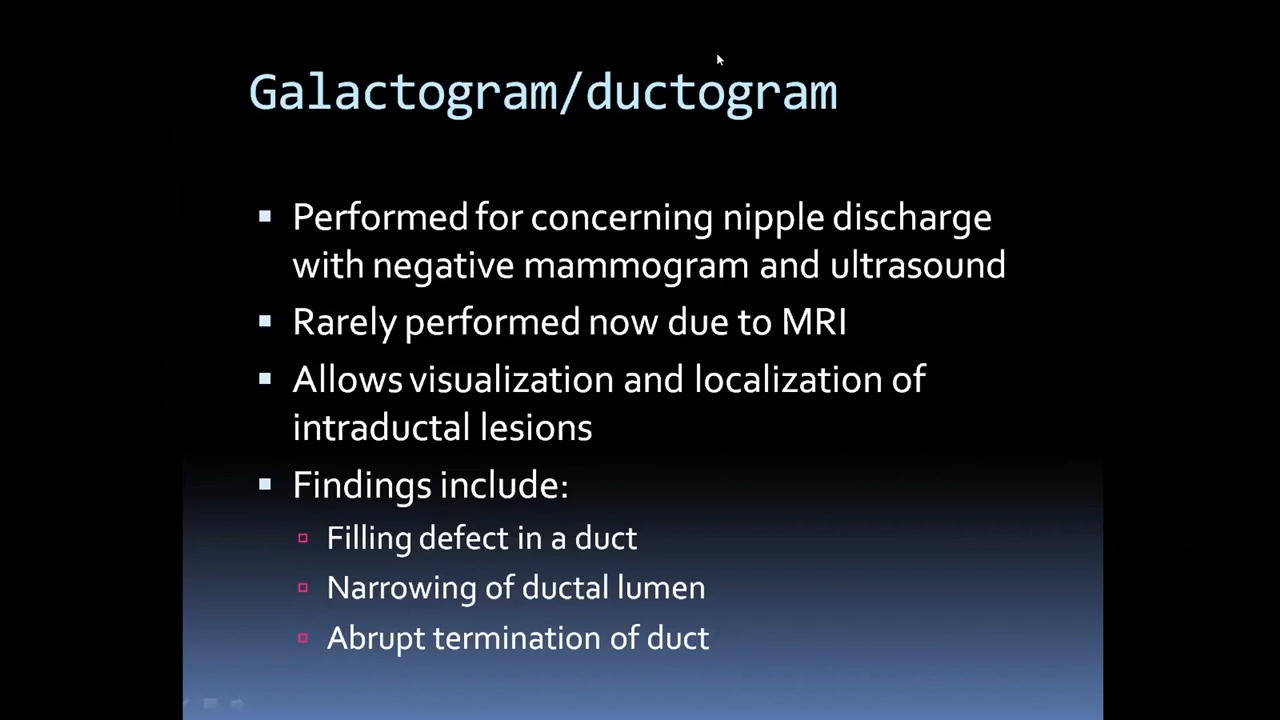 Galactogram/ductogram
Performed for concerning nipple discharge
with negative mammogram and ultrasound
Rarely performed now due to MRI
Allows visualization and localization of
intraductal lesions
Findings include:
Filling defect in a duct
Narrowing of ductal lumen
Abrupt termination of duct